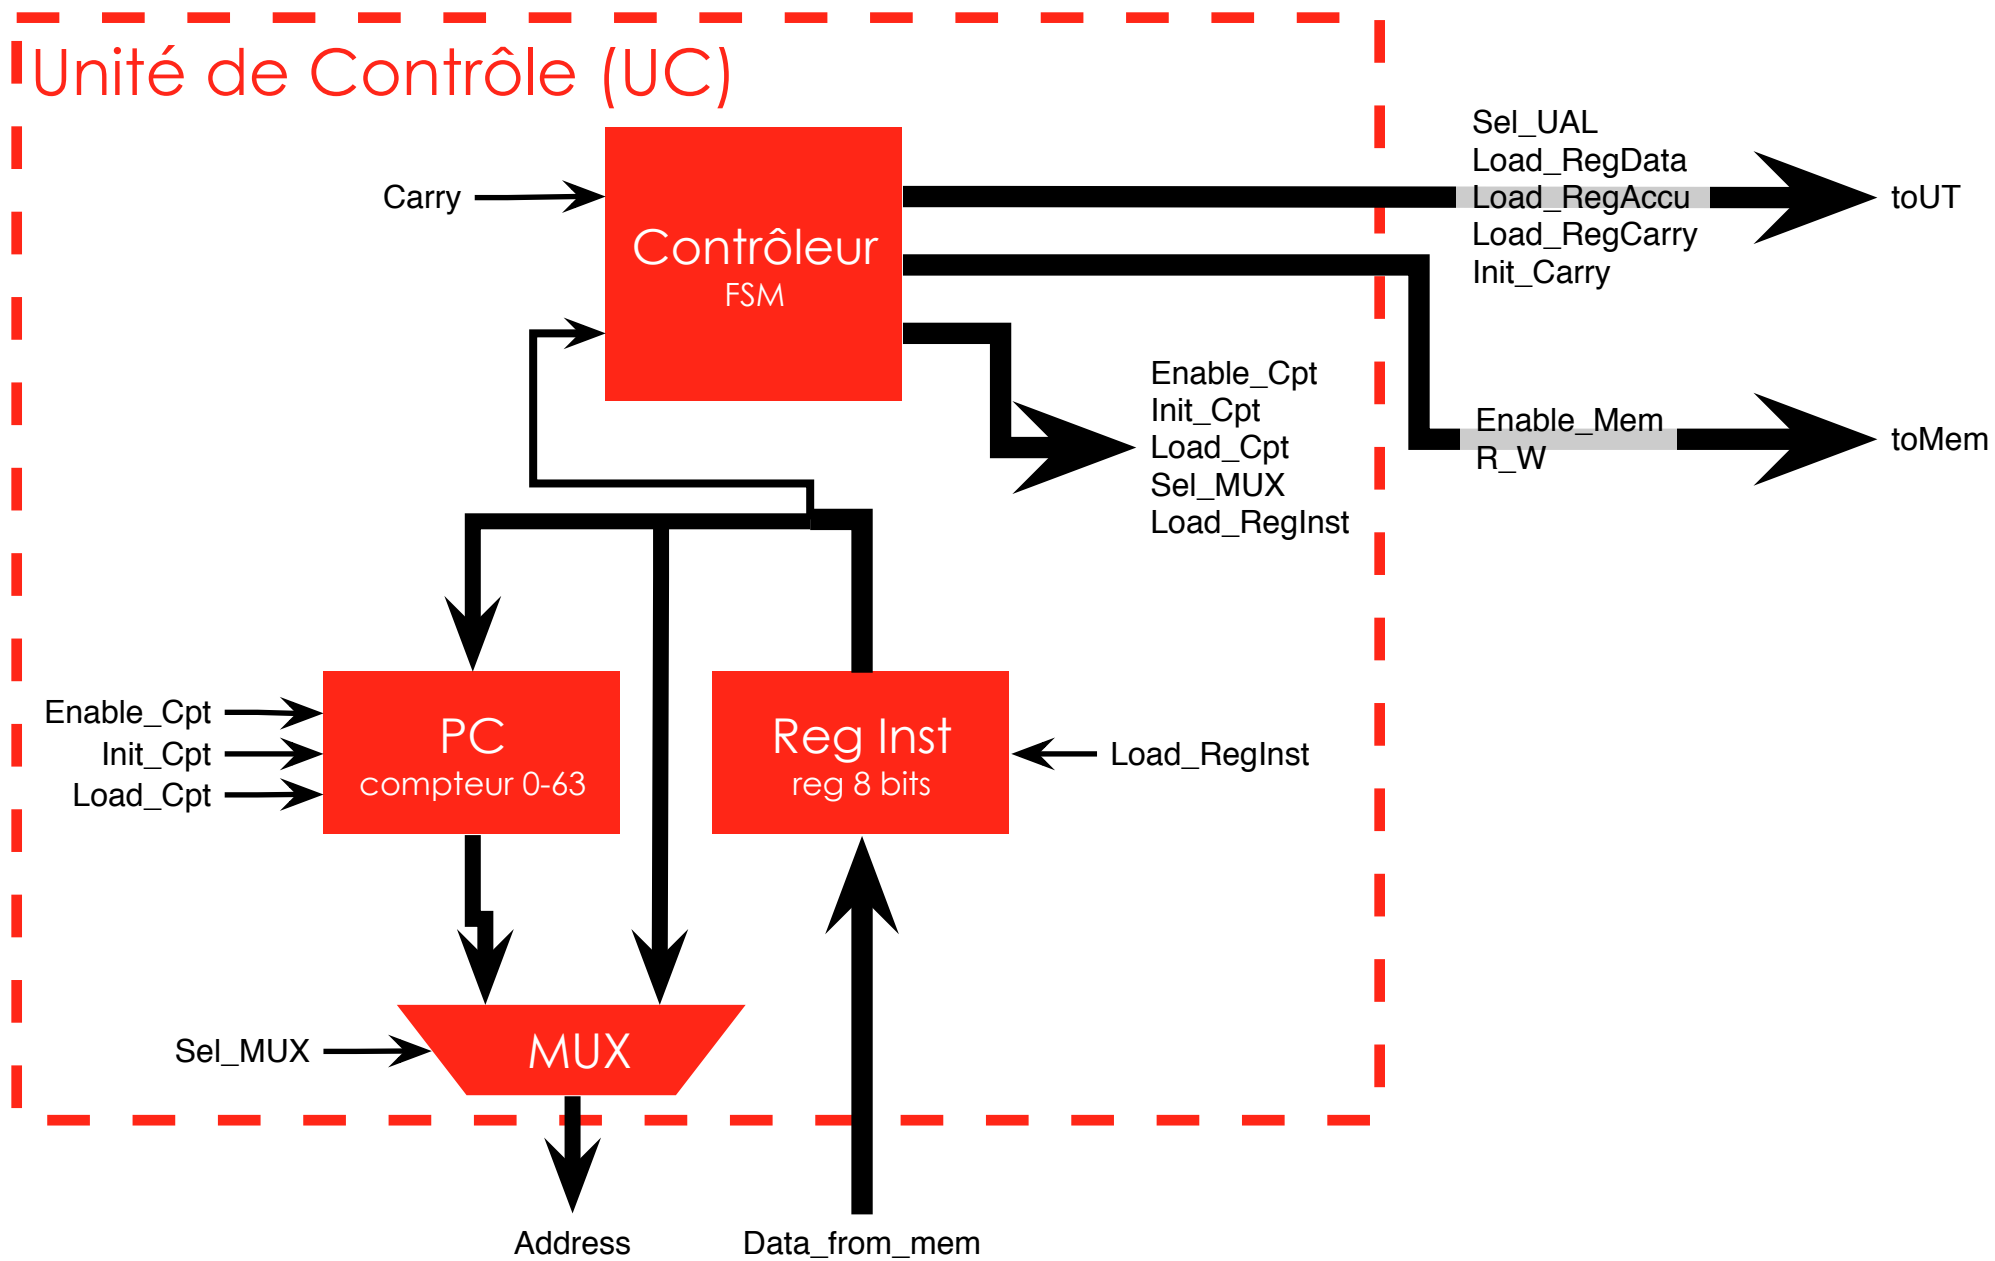 Unité de Contrôle (UC)
Carry
Contrôleur
FSM
Sel_UAL
Load_RegData
Load_RegAccu
Load_RegCarry
Init_Carry
toUT
Enable_Cpt
Init_Cpt
Load_Cpt
Sel_MUX
Load_RegInst
Enable_Mem
R_W
toMem
Enable_Cpt
Init_Cpt
Load_Cpt
PC
compteur 0-63
Reg Inst
reg 8 bits
Load_RegInst
Sel_MUX
MUX
Address
Data_from_mem